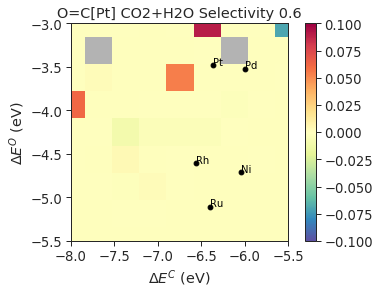 O=C[Pt] CO2+H2O Selectivity 0.6
−3.0
−3.5
−4.0
−4.5
−5.0
−5.5
ΔE^O (eV)
Pt
Pd
Rh
Ni
Ru
−8.0 −7.5 −7.0 −6.5 −6.0 −5.5
ΔE^C (eV)
0.100
0.075
0.050
0.025
0.000
−0.025
−0.050
−0.075
−0.100